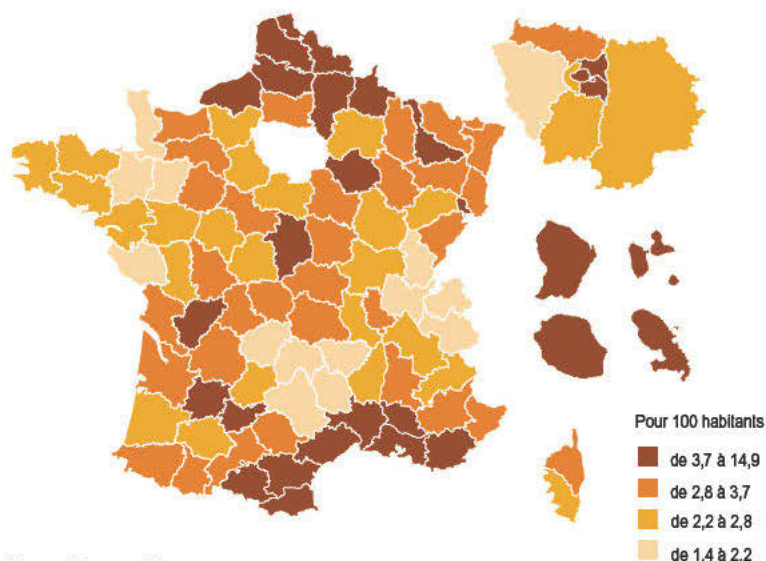 Pour 100 habitants
de 3,7 à 14,9
de 2,8 à 3,7
de 2,2 à 2,8
de 1,4 à 2,2